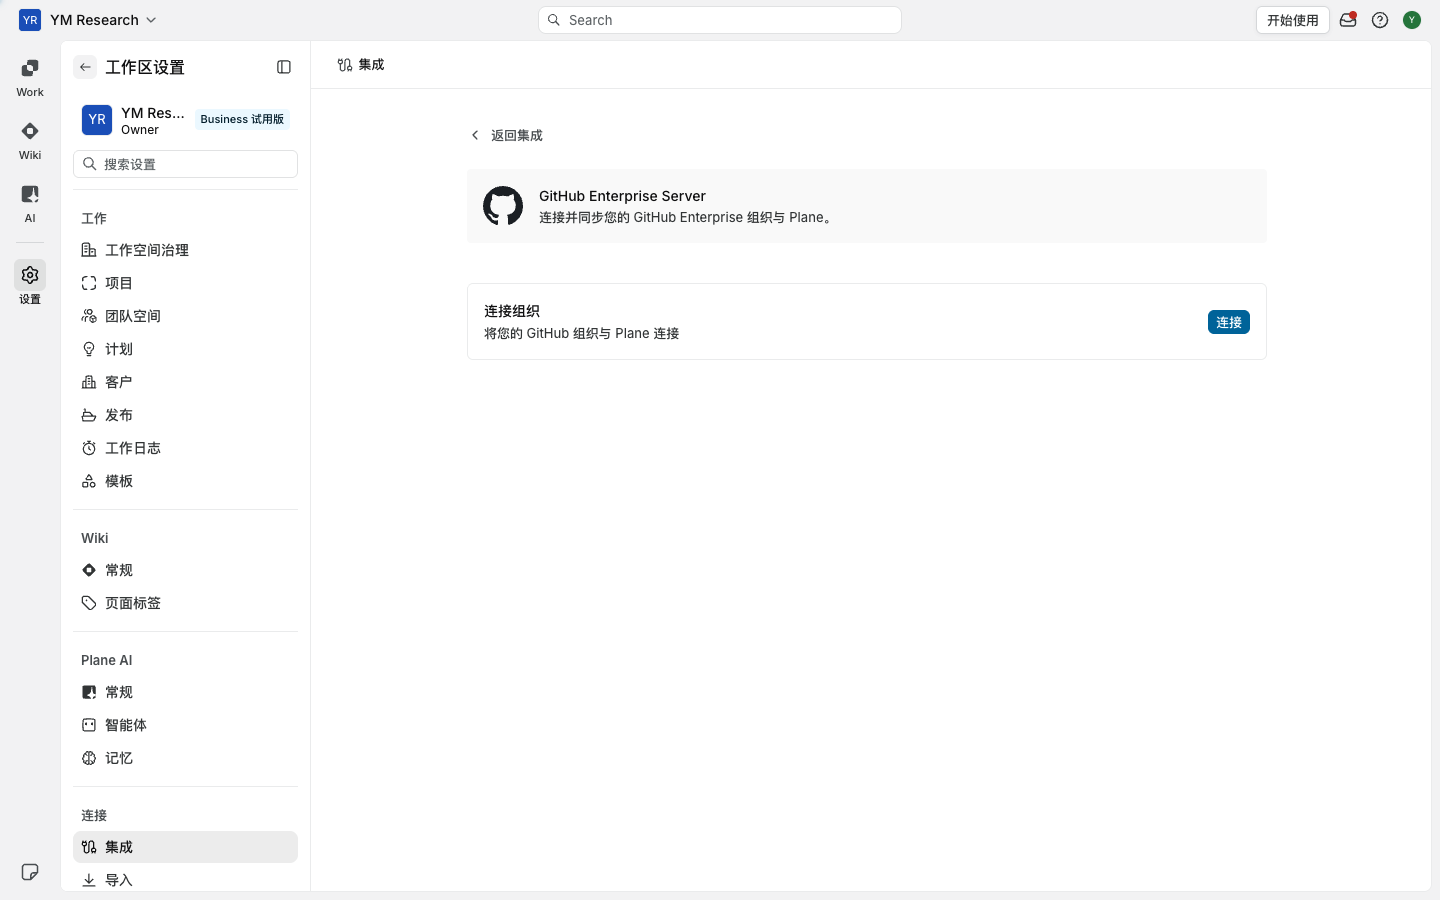 YR YM Research
Search
开始使用
Y
Work
Wiki
AI
设置
工作区设置
YR
YM Res...
Owner
Business 试用版
搜索设置
工作
工作空间治理
项目
团队空间
计划
客户
发布
工作日志
模板
Wiki
常规
页面标签
Plane AI
常规
智能体
记忆
连接
集成
导入
集成
返回集成
GitHub Enterprise Server
连接并同步您的 GitHub Enterprise 组织与 Plane。
连接组织
将您的 GitHub 组织与 Plane 连接
连接